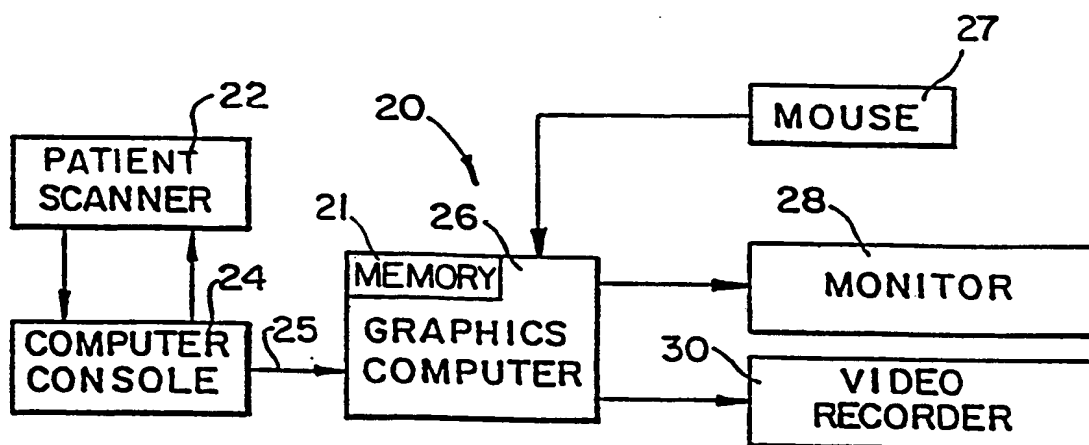 22
PATIENT
SCANNER
24
COMPUTER
CONSOLE
25
20
21
26
MEMORY
GRAPHICS
COMPUTER
27
MOUSE
28
MONITOR
30
VIDEO
RECORDER